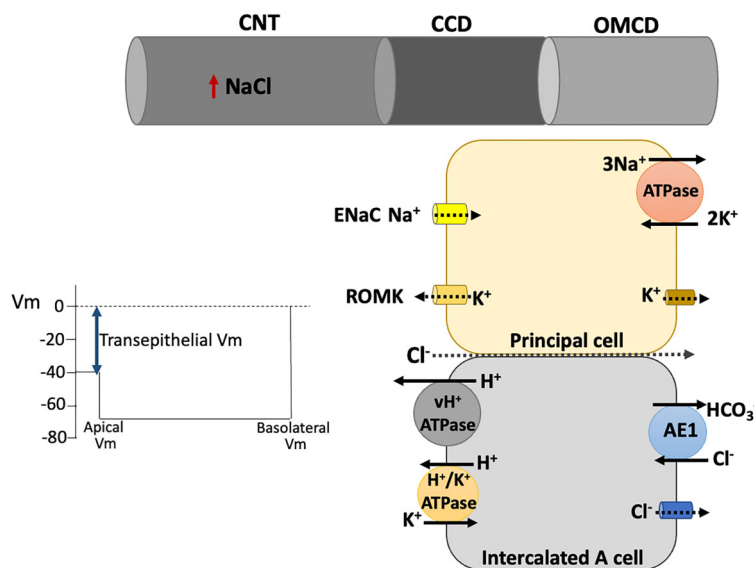 CNT CCD OMCD
NaCl
3Na+
ATPase
ENaC Na+
2K+
ROMK K+
K+
Principal cell
Cl-
H+
vH+
ATPase
HCO3-
AE1
H+
Cl-
H+/K+
ATPase
K+
Cl-
Intercalated A cell
Vm
0
-20
Transepithelial Vm
-40
-60
-80
Apical
Vm
Basolateral
Vm